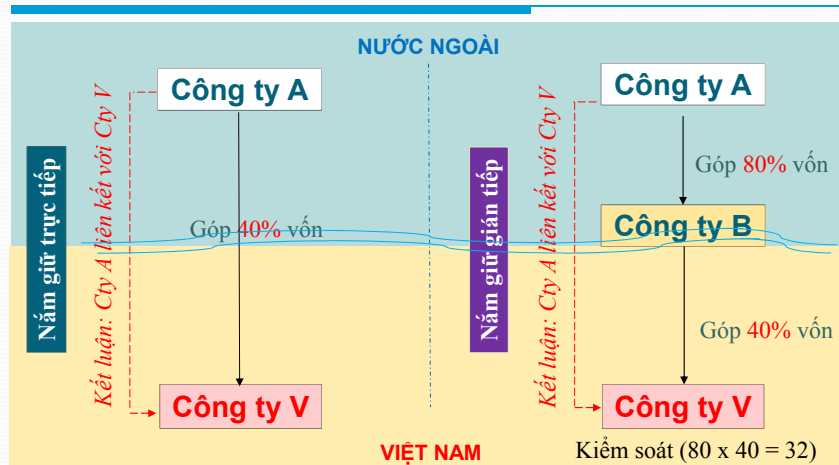 NƯỚC NGOÀI
Nắm giữ trực tiếp
Kết luận: Cty A liên kết với Cty V
Công ty A
Góp 40% vốn
Công ty V
Nắm giữ gián tiếp
Kết luận: Cty A liên kết với Cty V
Công ty A
Góp 80% vốn
Công ty B
Góp 40% vốn
Công ty V
Kiểm soát (80 x 40 = 32)
VIỆT NAM